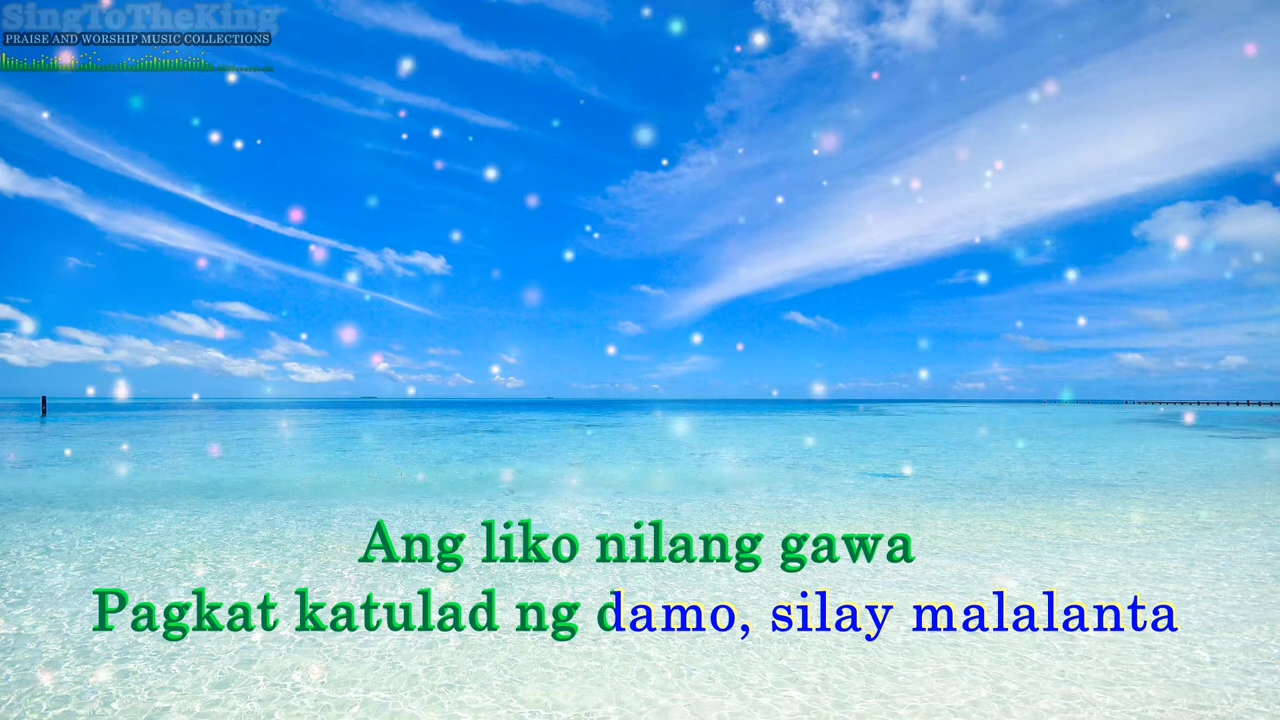 SingToTheKing
PRAISE AND WORSHIP MUSIC COLLECTIONS
Ang liko nilang gawa
Pagkat katulad ng damo, silay malalanta